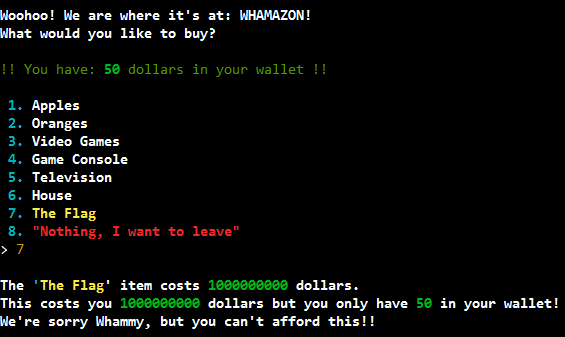 Woohoo! We are where it's at: WHAMAZON!
What would you like to buy?
!! You have: 50 dollars in your wallet !!
1. Apples
2. Oranges
3. Video Games
4. Game Console
5. Television
6. House
7. The Flag
8. "Nothing, I want to leave"
> 7
The 'The Flag' item costs 1000000000 dollars.
This costs you 1000000000 dollars but you only have 50 in your wallet!
We're sorry Whammy, but you can't afford this!!